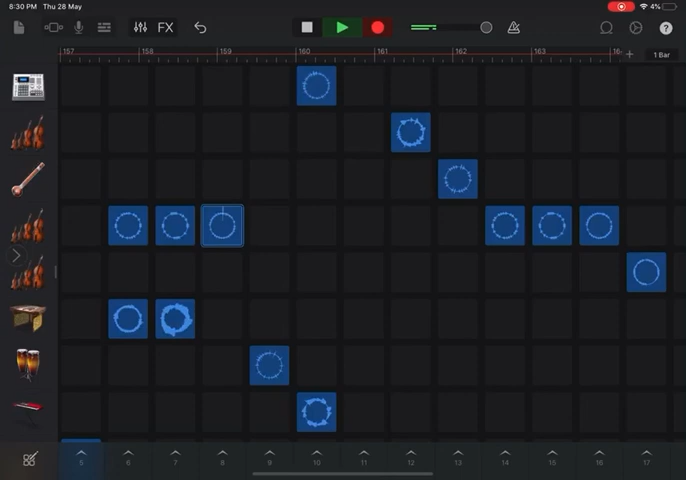 8:30 PM Thu 28 May 4%
FX
157 158 159 160 161 162 163 16
1 Bar
5 6 7 8 9 10 11 12 13 14 15 16 17